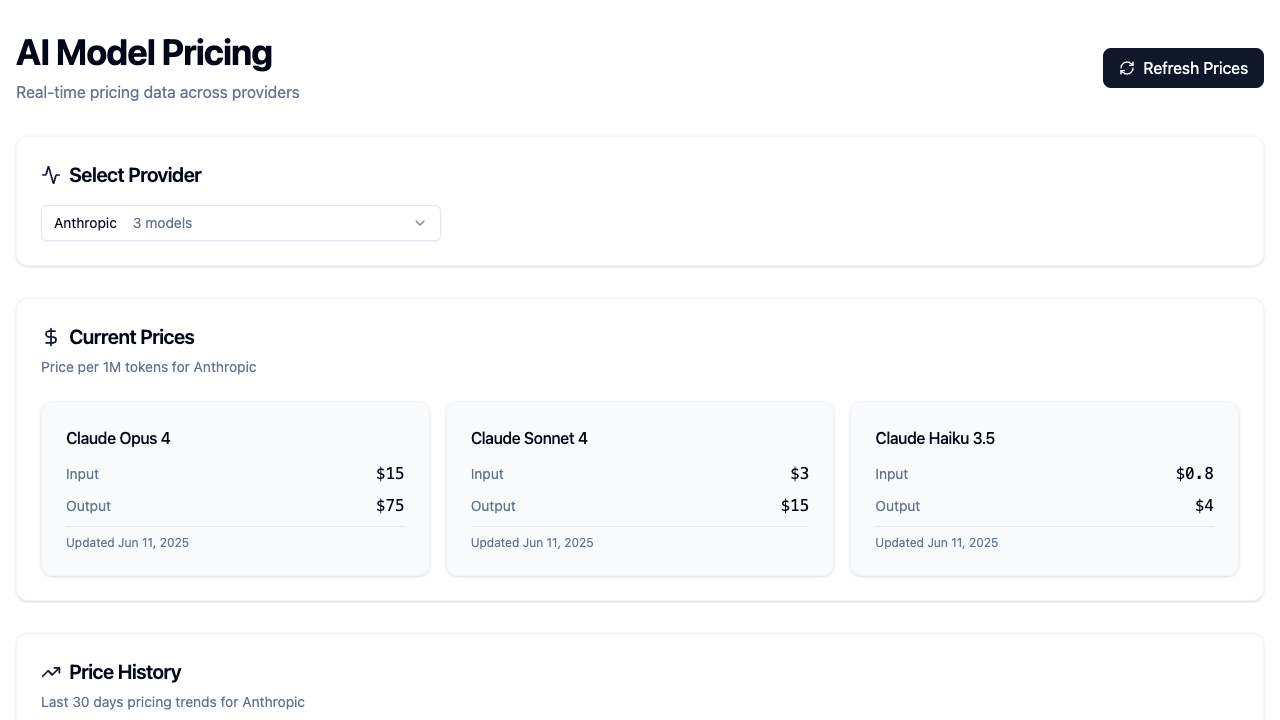 AI Model Pricing
Real-time pricing data across providers
Refresh Prices
Select Provider
Anthropic 3 models
Current Prices
Price per 1M tokens for Anthropic
Claude Opus 4
Input $15
Output $75
Updated Jun 11, 2025
Claude Sonnet 4
Input $3
Output $15
Updated Jun 11, 2025
Claude Haiku 3.5
Input $0.8
Output $4
Updated Jun 11, 2025
Price History
Last 30 days pricing trends for Anthropic